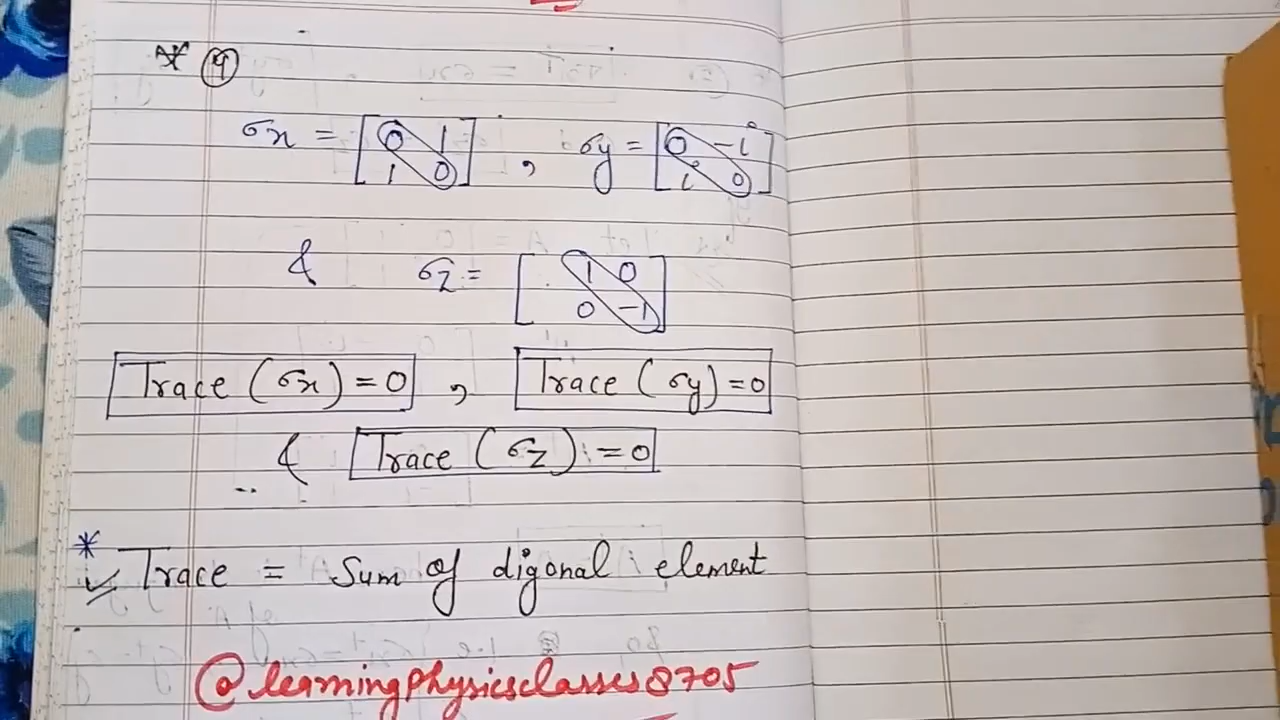 * (9)
σx = [0 1
1 0] , σy = [0 -i
i 0]
& σz = [1 0
0 -1]
Trace (σx) = 0 , Trace (σy) = 0
& Trace (σz) = 0
* Trace = Sum of digonal element
@learningphysicsclasses8705